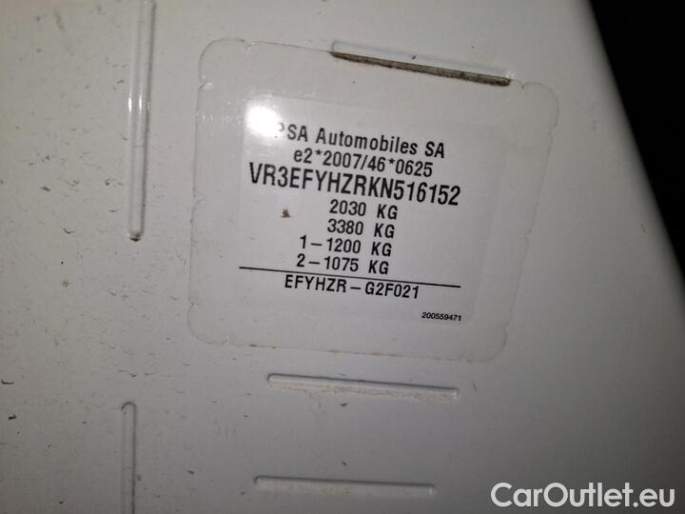 PSA Automobiles SA
e2*2007/46*0625
VR3EFYHZRKN516152
2030 KG
3380 KG
1-1200 KG
2-1075 KG
EFYHZR-G2F021
200559471
CarOutlet.eu